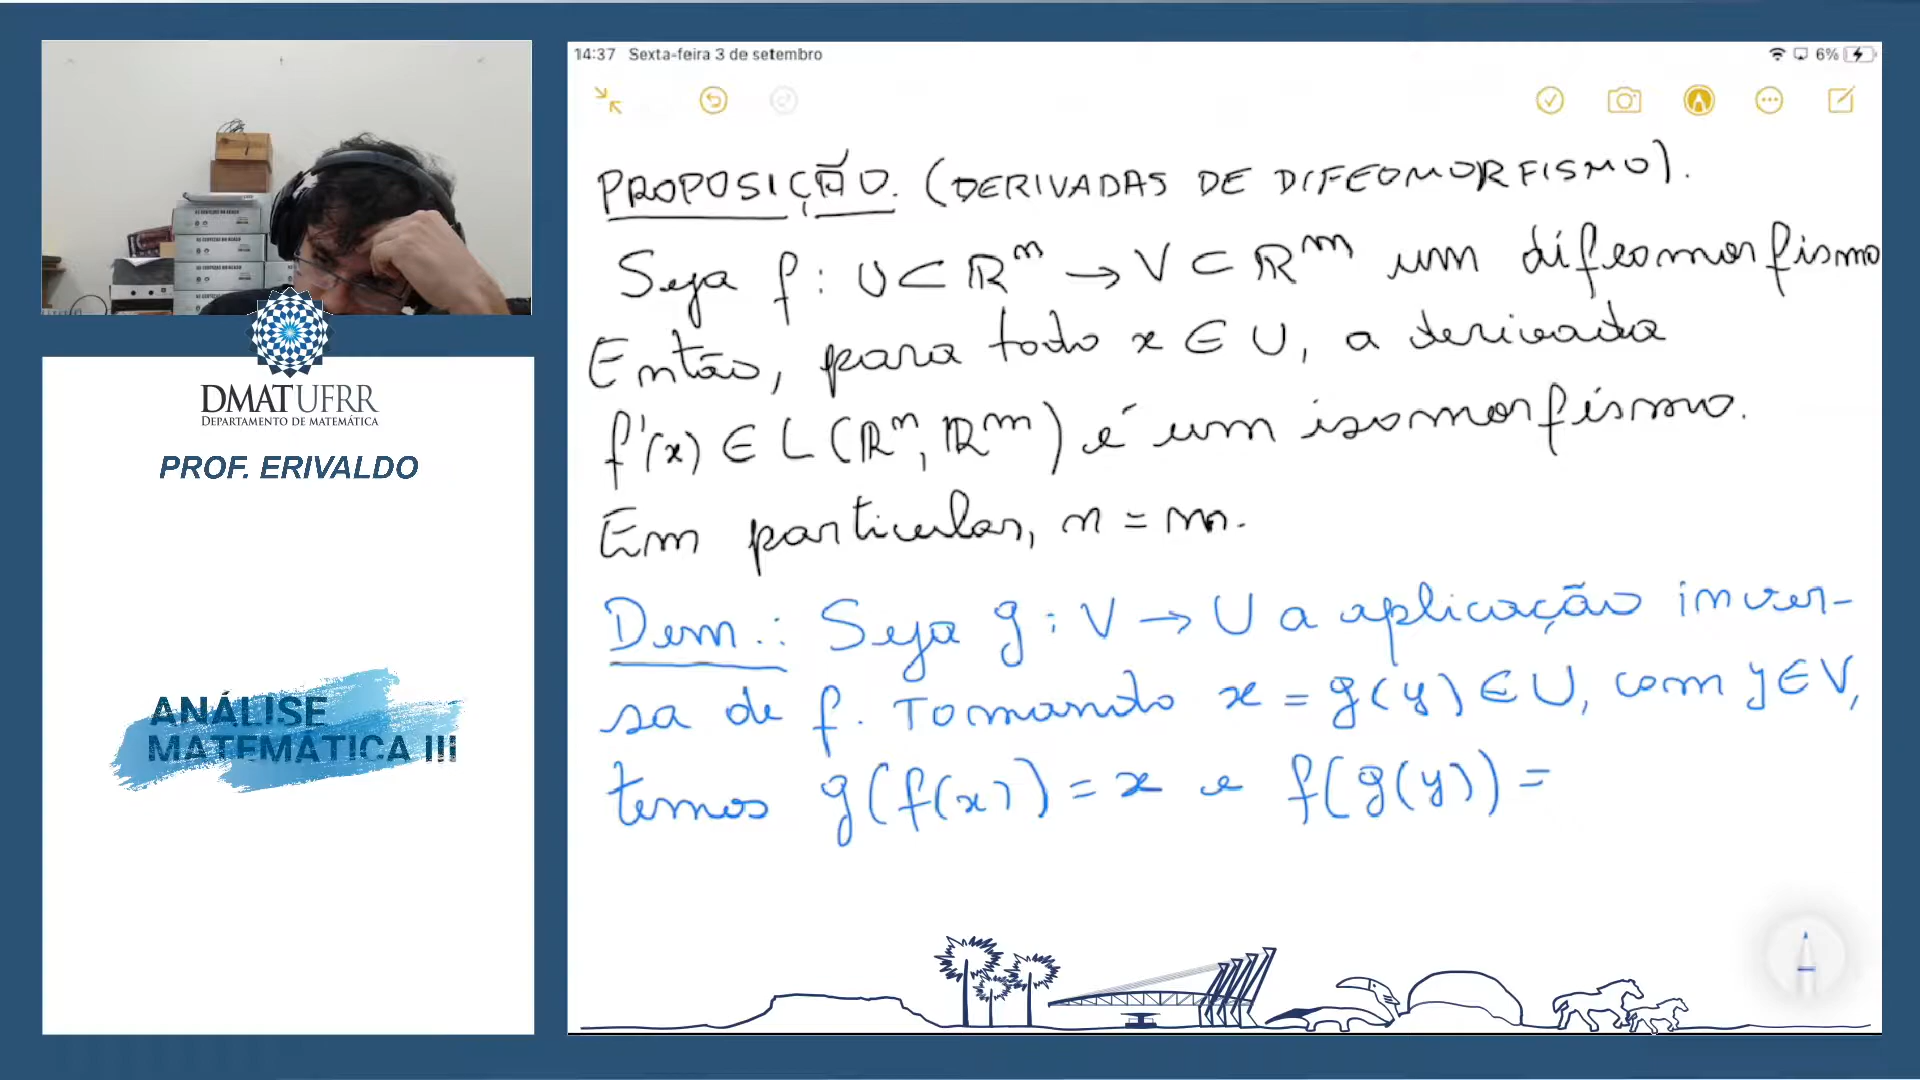 14:37 Sexta-feira 3 de setembro
6%
PROPOSIÇÃO. (DERIVADAS DE DIFEOMORFISMO).
Seja f : U ⊂ ℝⁿ → V ⊂ ℝᵐ um difeomorfismo
Então, para todo x ∈ U, a derivada
f'(x) ∈ L(ℝⁿ, ℝᵐ) é um isomorfismo.
Em particular, n = m.
Dem.: Seja g : V → U a aplicação inver-
sa de f. Tomando x = g(y) ∈ U, com y ∈ V,
temos g(f(x)) = x e f(g(y)) =
DMATUFRR
DEPARTAMENTO DE MATEMÁTICA
PROF. ERIVALDO
ANÁLISE
MATEMÁTICA III